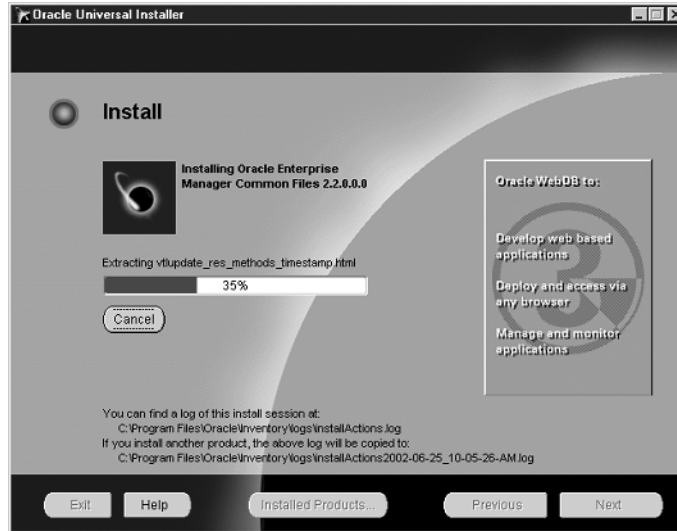 Oracle Universal Installer
Install
Installing Oracle Enterprise
Manager Common Files 2.2.0.0.0
Oracle WebDB to:
Develop web based
applications
Deploy and access via
any browser
Manage and monitor
applications
Extracting vtlupdate_res_methods_timestamp.html
35%
Cancel
You can find a log of this install session at:
C:\Program Files\Oracle\Inventory\logs\installActions.log
If you install another product, the above log will be copied to:
C:\Program Files\Oracle\Inventory\logs\installActions2002-06-25_10-05-26-AM.log
Exit
Help
Installed Products...
Previous
Next